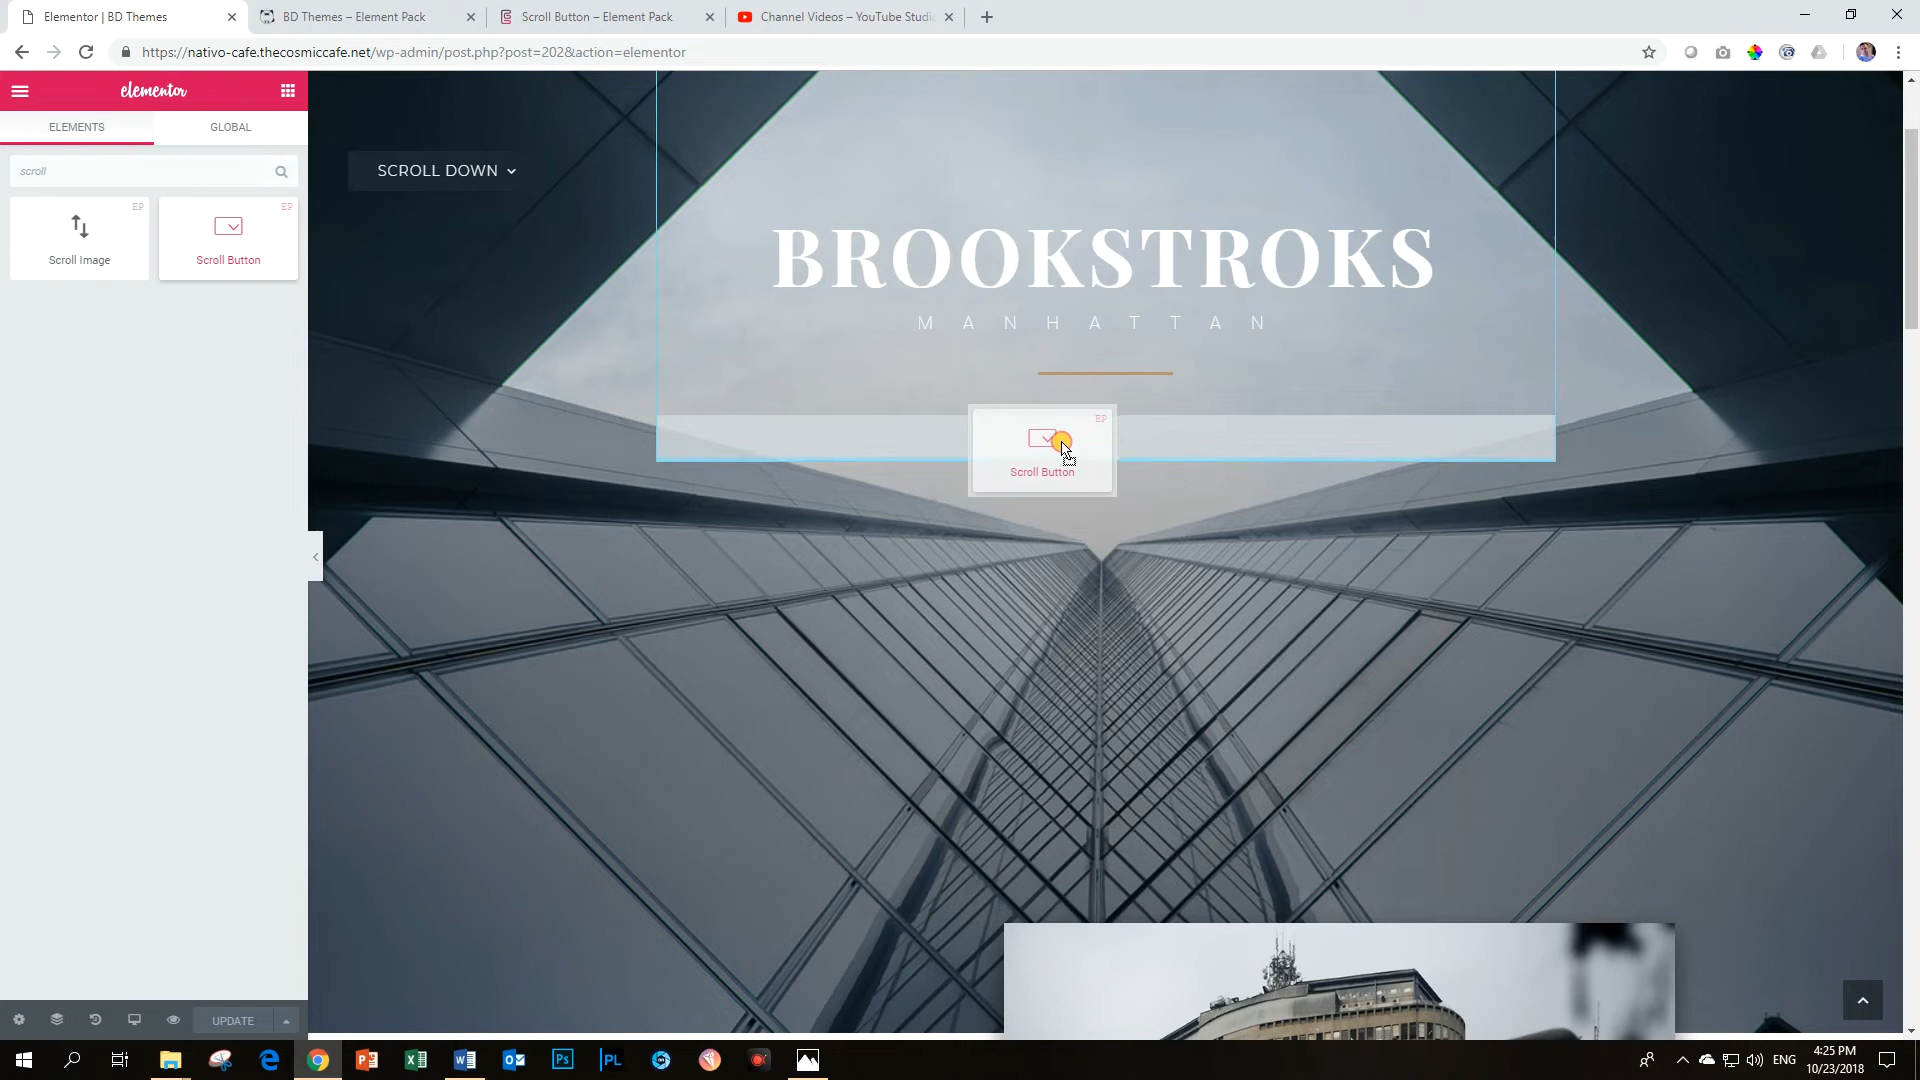 Elementor | BD Themes
BD Themes – Element Pack
Scroll Button – Element Pack
Channel Videos – YouTube Studio
https://nativo-cafe.thecosmiccafe.net/wp-admin/post.php?post=202&action=elementor
elementor
ELEMENTS
GLOBAL
scroll
EP
Scroll Image
EP
Scroll Button
SCROLL DOWN
BROOKSTROKS
MANHATTAN
EP
Scroll Button
UPDATE
ENG
4:25 PM
10/23/2018